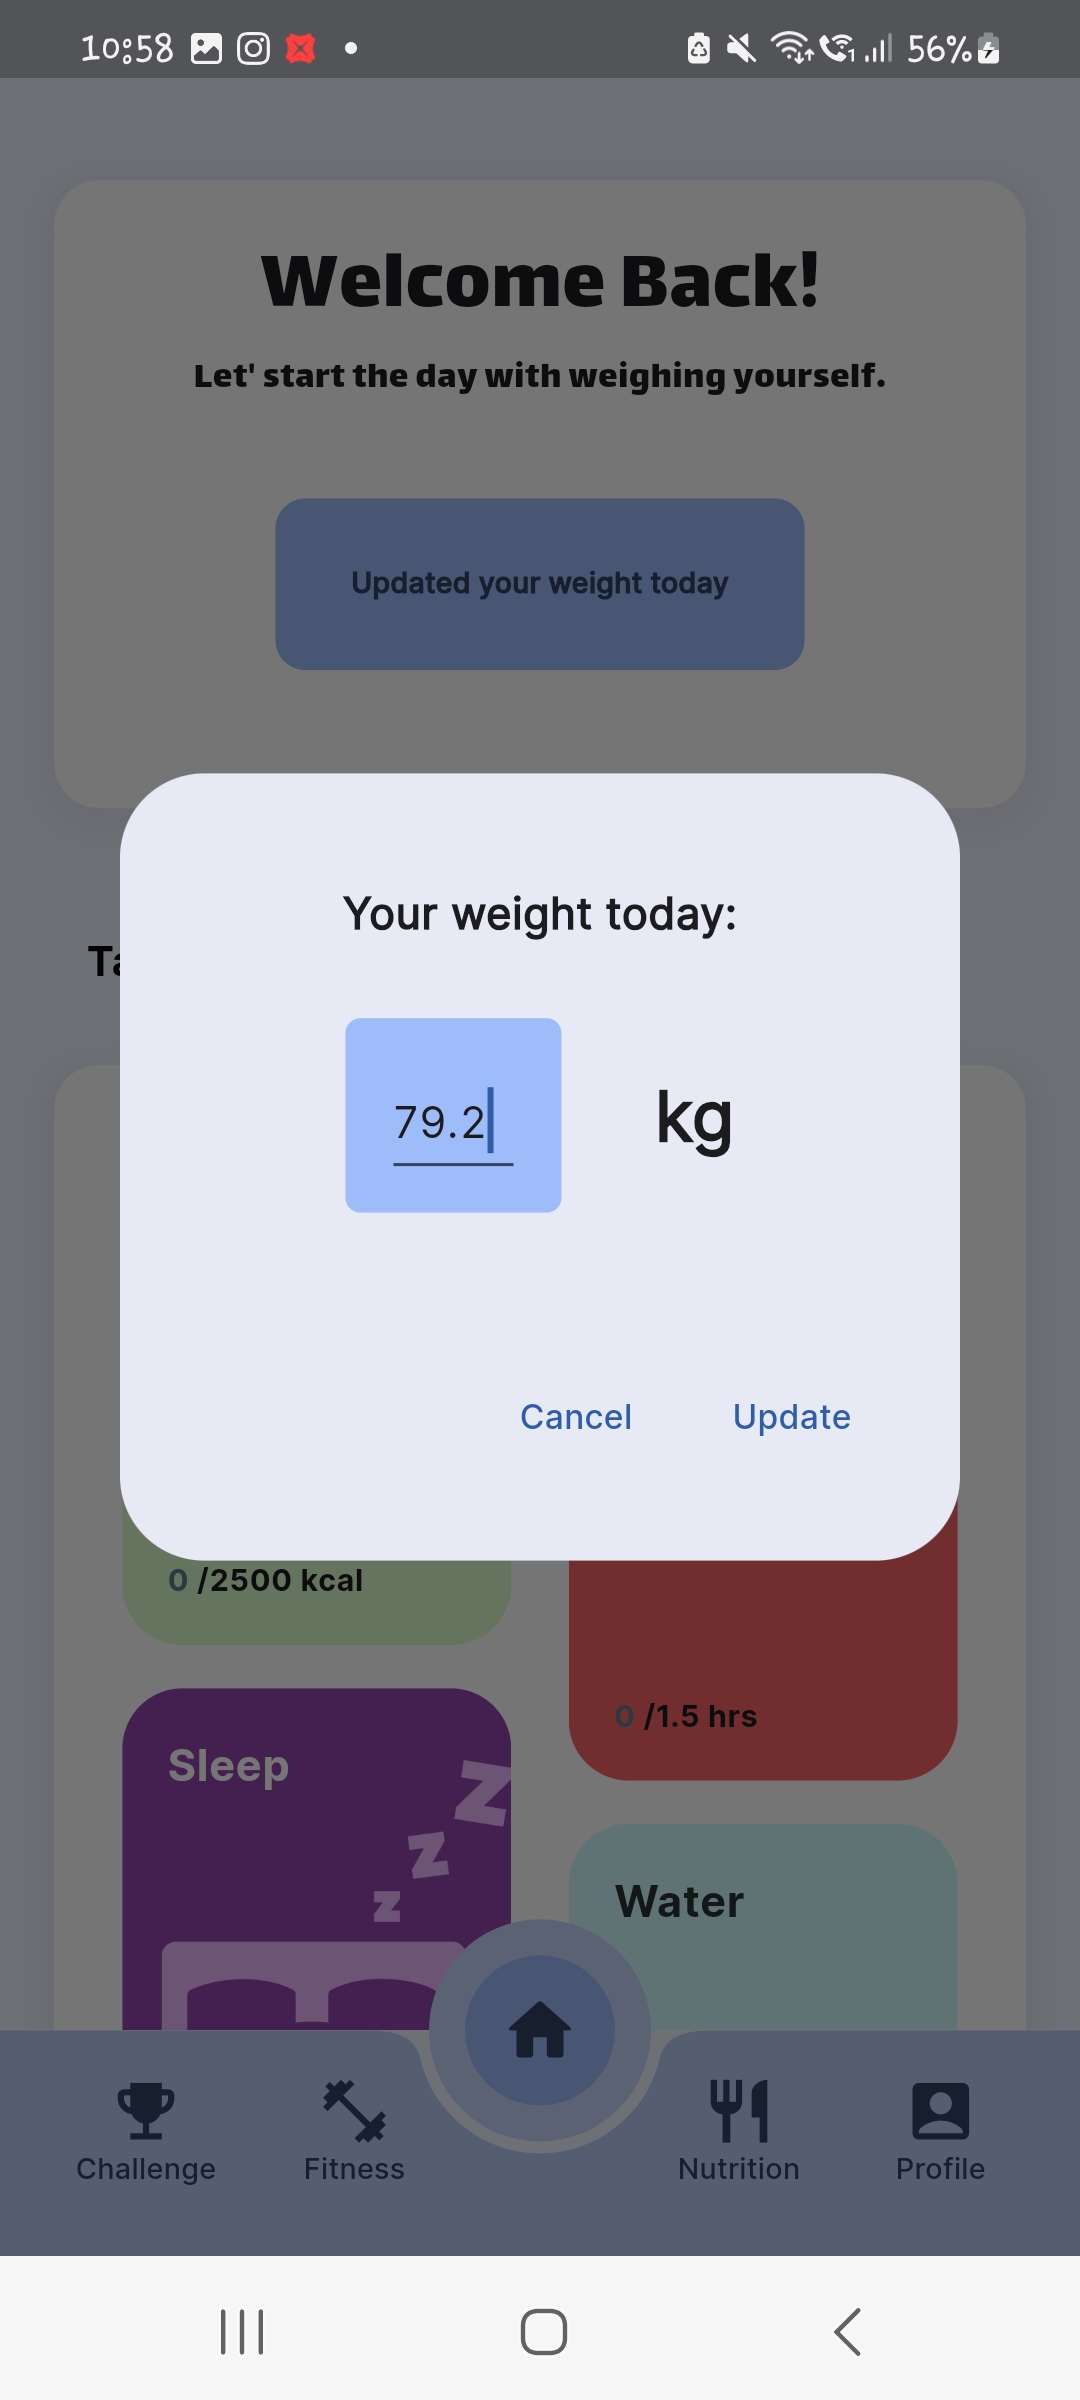 10:58
56%
Welcome Back!
Let' start the day with weighing yourself.
Updated your weight today
Your weight today:
79.2
kg
Cancel
Update
0 /2500 kcal
0 /1.5 hrs
Sleep
z
z
z
Water
Challenge
Fitness
Nutrition
Profile